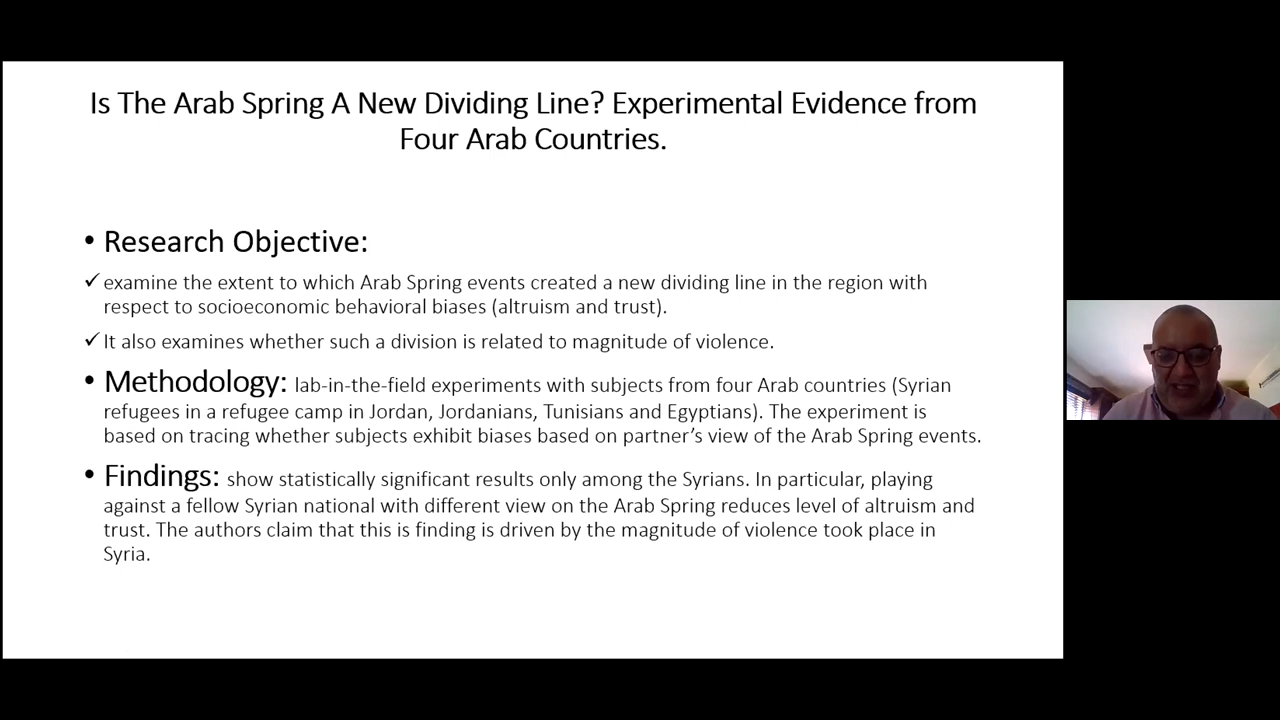 Is The Arab Spring A New Dividing Line? Experimental Evidence from
Four Arab Countries.
• Research Objective:
✓ examine the extent to which Arab Spring events created a new dividing line in the region with
respect to socioeconomic behavioral biases (altruism and trust).
✓ It also examines whether such a division is related to magnitude of violence.
• Methodology: lab-in-the-field experiments with subjects from four Arab countries (Syrian
refugees in a refugee camp in Jordan, Jordanians, Tunisians and Egyptians). The experiment is
based on tracing whether subjects exhibit biases based on partner’s view of the Arab Spring events.
• Findings: show statistically significant results only among the Syrians. In particular, playing
against a fellow Syrian national with different view on the Arab Spring reduces level of altruism and
trust. The authors claim that this is finding is driven by the magnitude of violence took place in
Syria.